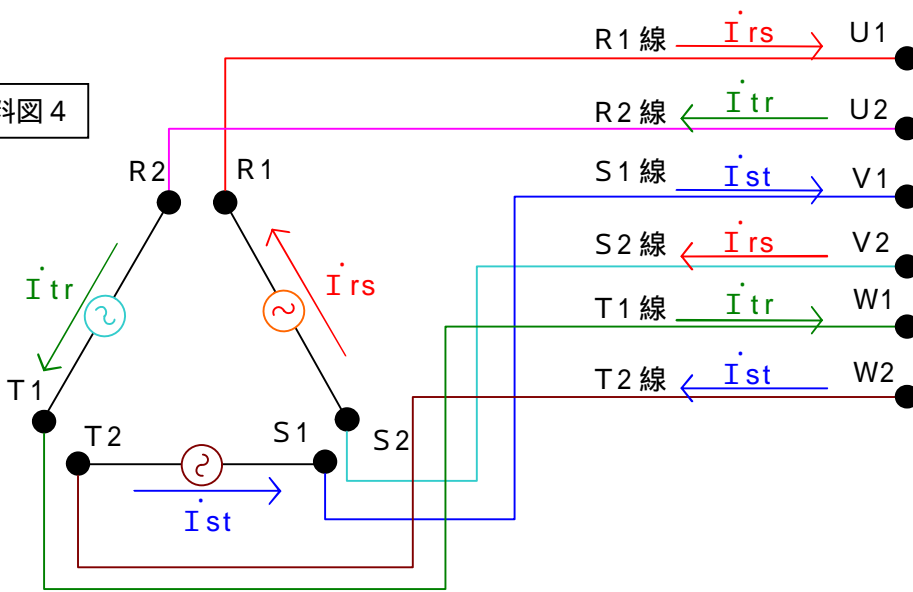 R1線 İrs U1
料図4
R2線 İtr U2
R2 R1
S1線 İst V1
S2線 İrs V2
İtr İrs
T1線 İtr W1
T1
T2線 İst W2
T2 S1 S2
İst